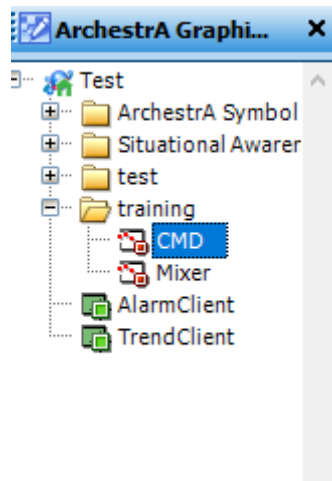 ArchestrA Graphi...
Test
ArchestrA Symbol
Situational Awarer
test
training
CMD
Mixer
AlarmClient
TrendClient